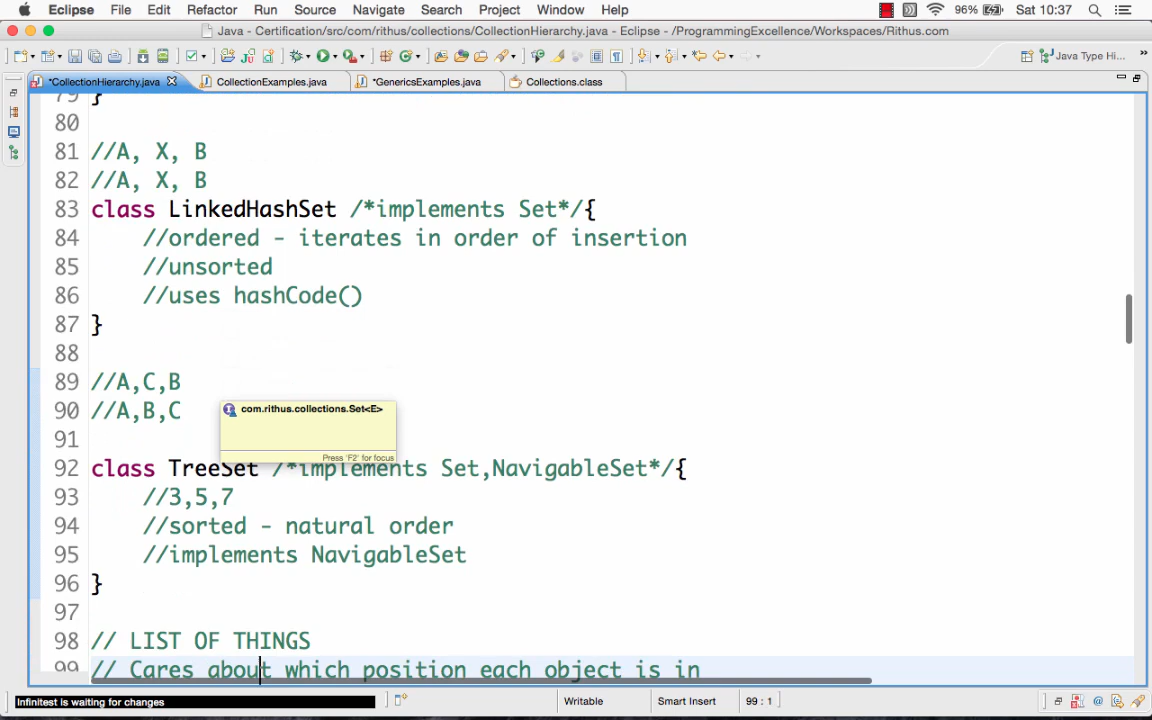 Eclipse File Edit Refactor Run Source Navigate Search Project Window Help 96% Sat 10:37
Java - Certification/src/com/rithus/collections/CollectionHierarchy.java - Eclipse - /ProgrammingExcellence/Workspaces/Rithus.com
Java Type Hi...
*CollectionHierarchy.java CollectionExamples.java *GenericsExamples.java Collections.class
79 }
80
81 //A, X, B
82 //A, X, B
83 class LinkedHashSet /*implements Set*/{
84 //ordered - iterates in order of insertion
85 //unsorted
86 //uses hashCode()
87 }
88
89 //A,C,B
90 //A,B,C
com.rithus.collections.Set<E>
Press 'F2' for focus
91
92 class TreeSet /*implements Set,NavigableSet*/{
93 //3,5,7
94 //sorted - natural order
95 //implements NavigableSet
96 }
97
98 // LIST OF THINGS
99 // Cares about which position each object is in
Infinitest is waiting for changes Writable Smart Insert 99 : 1